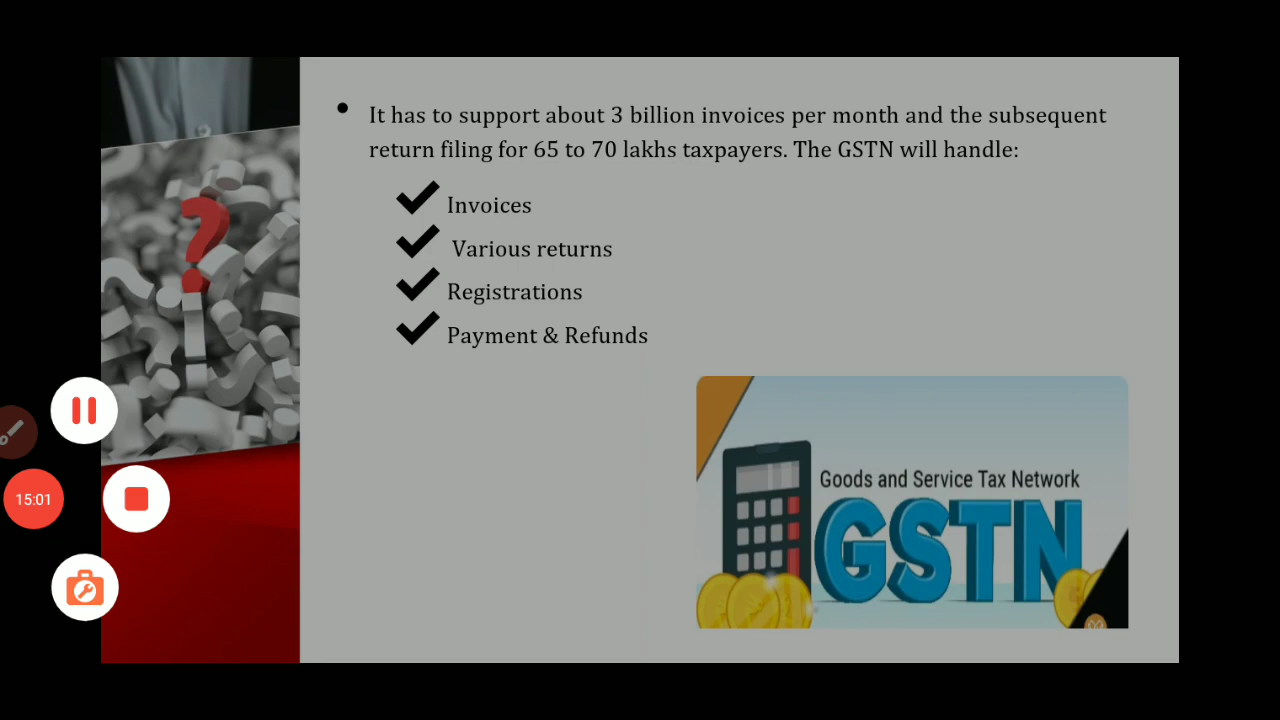 It has to support about 3 billion invoices per month and the subsequent
return filing for 65 to 70 lakhs taxpayers. The GSTN will handle:
Invoices
Various returns
Registrations
Payment & Refunds
Goods and Service Tax Network
GSTN
15:01